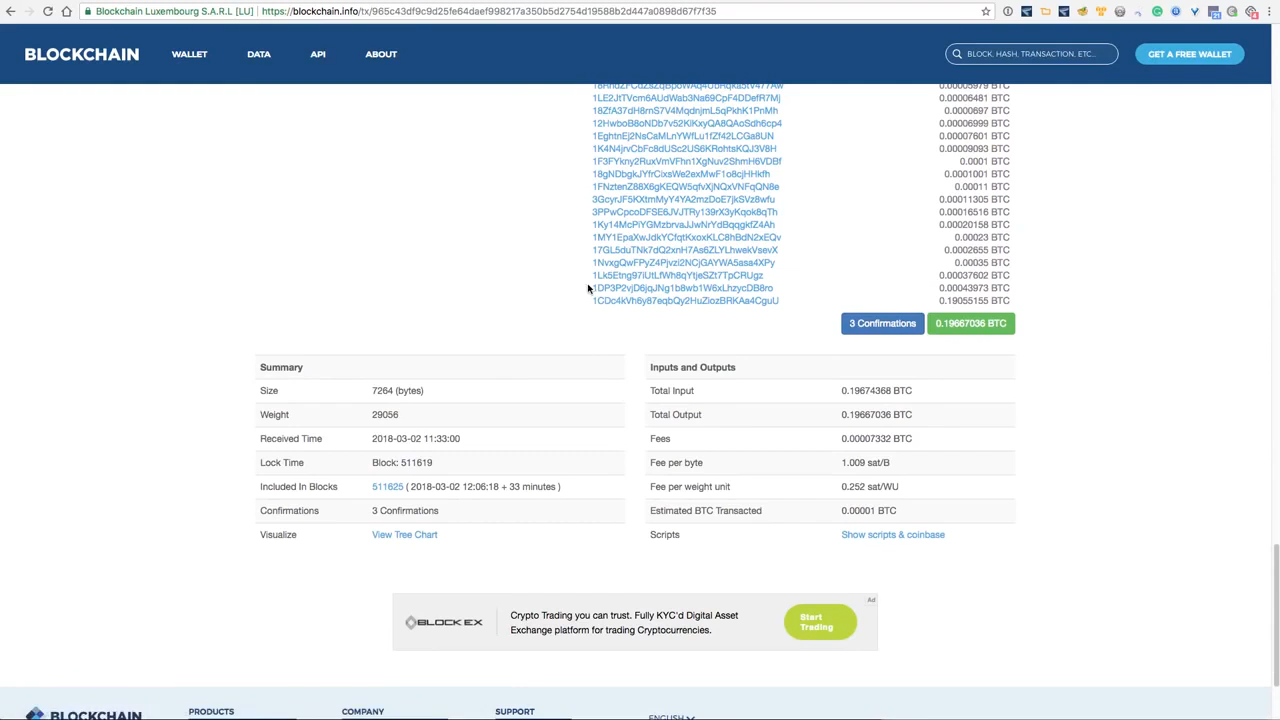 Blockchain Luxembourg S.A.R.L [LU] https://blockchain.info/tx/965c43df9c9d25fe64daef998217a350b5d2754d19588b2d447a0898d67f7f35
BLOCKCHAIN WALLET DATA API ABOUT BLOCK, HASH, TRANSACTION, ETC... GET A FREE WALLET
1LE2JtTVcm6AUdWab3Na69CpF4DDefR7Mj 0.00006481 BTC
18ZfA37dH8rnS7V4MqdnjmL5qPkhK1PnMh 0.0000697 BTC
12HwboB8oNDb7v52KiKxyQA8QAoSdh6cp4 0.00006999 BTC
1EghtnEj2NsCaMLnYWfLu1fZf42LCGa8UN 0.00007601 BTC
1K4N4jrvCbFc8dUSc2US6KRohtsKQJ3V8H 0.00009093 BTC
1F3FYkny2RuxVmVFhn1XgNuv2ShmH6VDBf 0.0001 BTC
18gNDbgkJYfrCixsWe2exMwF1o8cjHHkfh 0.0001001 BTC
1FNztenZ88X6gKEQW5qfvXjNQxVNFqQN8e 0.00011 BTC
3GcyrJF5KXtmMyY4YA2mzDoE7jkSVz8wfu 0.00011305 BTC
3PPwCpcoDFSE6JVJTRy139rX3yKqok8qTh 0.00016516 BTC
1Ky14McPiYGMzbrvaJJwNrYdBqqgkfZ4Ah 0.00020158 BTC
1MY1EpaXwJdkYCfqtKxoxKLC8hBdN2xEQv 0.00023 BTC
17GL5duTNk7dQ2xnH7As6ZLYLhwekVsevX 0.0002655 BTC
1NvxgQwFPyZ4Pjvzi2NCjGAYWA5asa4XPy 0.00035 BTC
1Lk5Etng97iUtLfWh8qYtjeSZt7TpCRUgz 0.00037602 BTC
1DP3P2vjD6jqJNg1b8wb1W6xLhzycDB8ro 0.00043973 BTC
1CDc4kVh6y87eqbQy2HuZiozBRKAa4CguU 0.19055155 BTC
3 Confirmations 0.19667036 BTC
Summary
Size 7264 (bytes)
Weight 29056
Received Time 2018-03-02 11:33:00
Lock Time Block: 511619
Included In Blocks 511625 ( 2018-03-02 12:06:18 + 33 minutes )
Confirmations 3 Confirmations
Visualize View Tree Chart
Inputs and Outputs
Total Input 0.19674368 BTC
Total Output 0.19667036 BTC
Fees 0.00007332 BTC
Fee per byte 1.009 sat/B
Fee per weight unit 0.252 sat/WU
Estimated BTC Transacted 0.00001 BTC
Scripts Show scripts & coinbase
Ad
BLOCK EX
Crypto Trading you can trust. Fully KYC'd Digital Asset
Exchange platform for trading Cryptocurrencies.
Start
Trading
BLOCKCHAIN PRODUCTS COMPANY SUPPORT ENGLISH